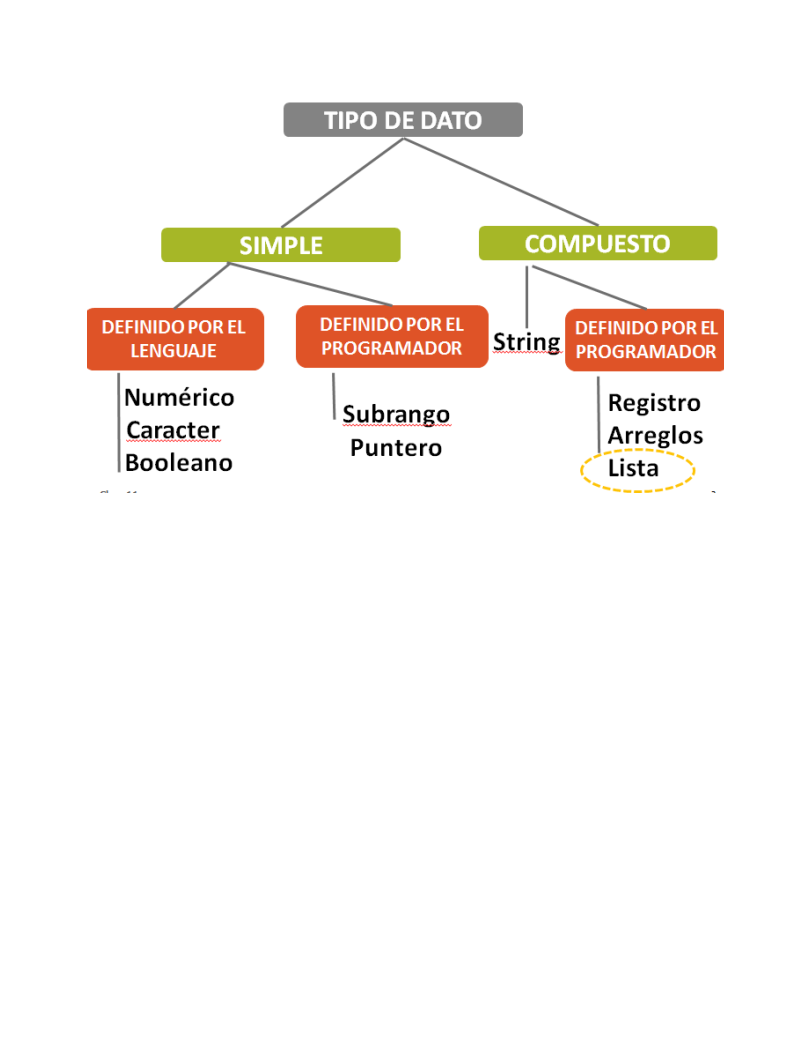 TIPO DE DATO
SIMPLE
COMPUESTO
DEFINIDO POR EL
LENGUAJE
Numérico
Caracter
Booleano
DEFINIDO POR EL
PROGRAMADOR
Subrango
Puntero
String
DEFINIDO POR EL
PROGRAMADOR
Registro
Arreglos
Lista